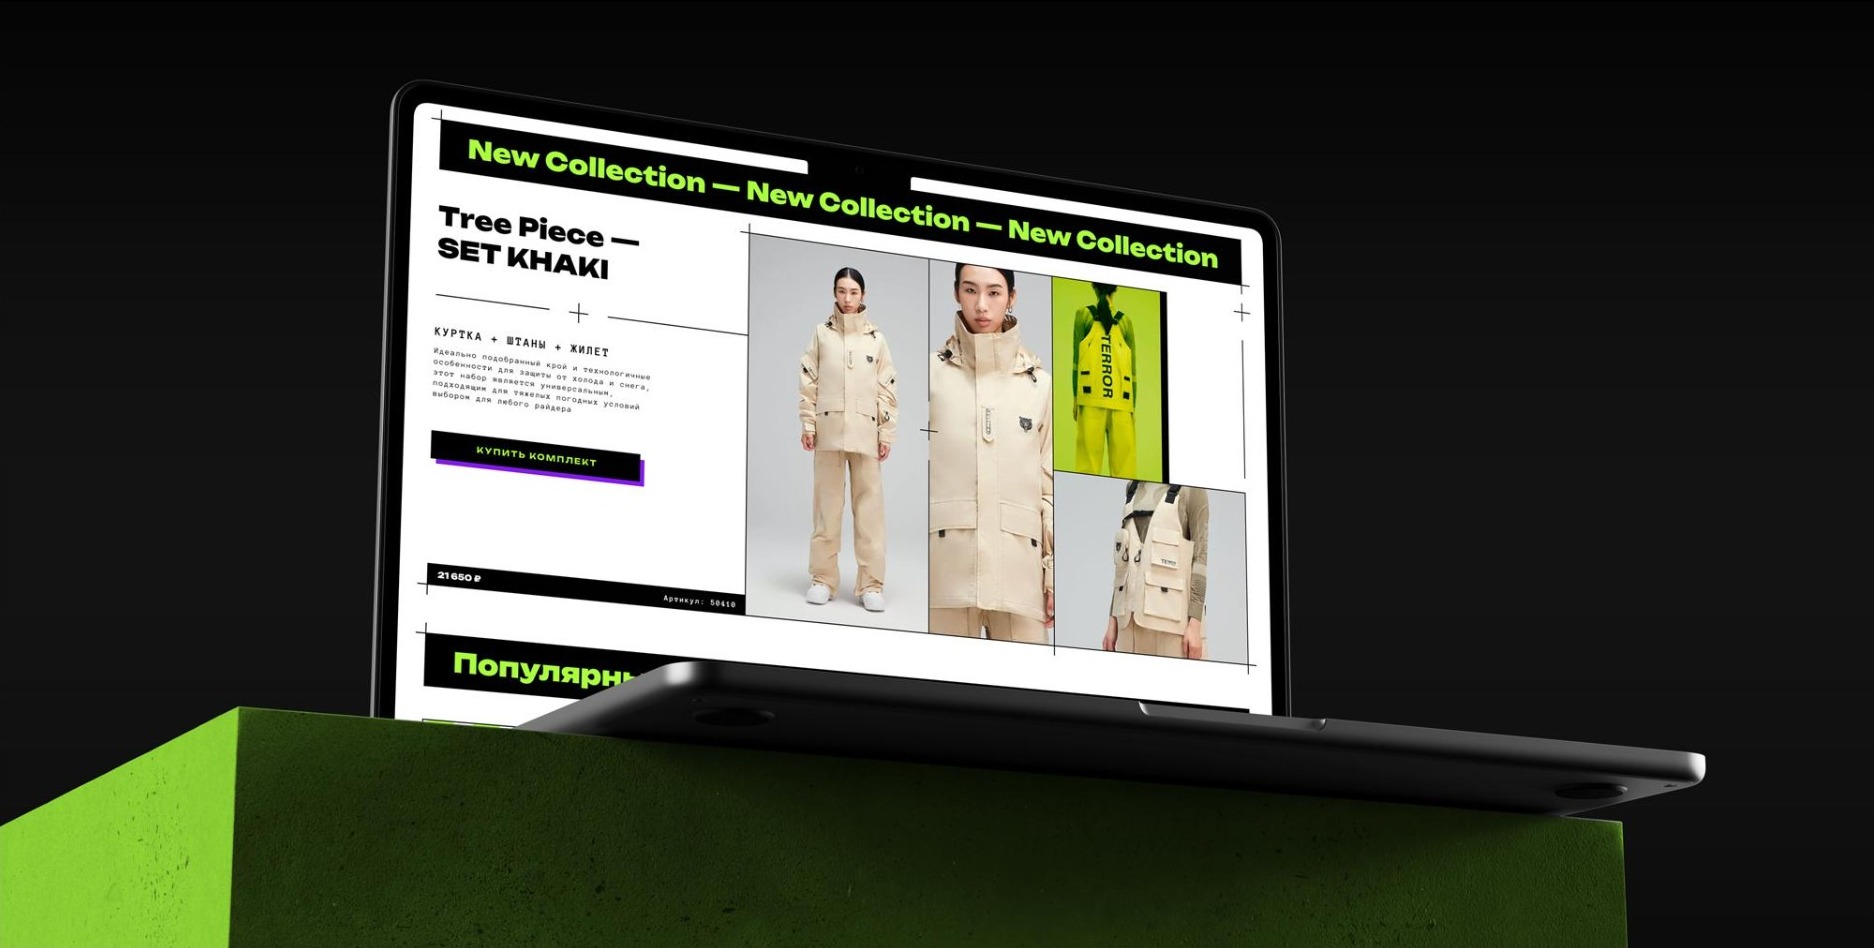 New Collection — New Collection — New Collection
Tree Piece —
SET KHAKI
КУРТКА + ШТАНЫ + ЖИЛЕТ
Идеально подобранный крой и технологичные
особенности для защиты от холода и снега,
этот набор является универсальным,
подходящим для тяжелых погодных условий
выбором для любого райдера
КУПИТЬ КОМПЛЕКТ
TERROR
21 650 ₽
Артикул: 50410
Популярны